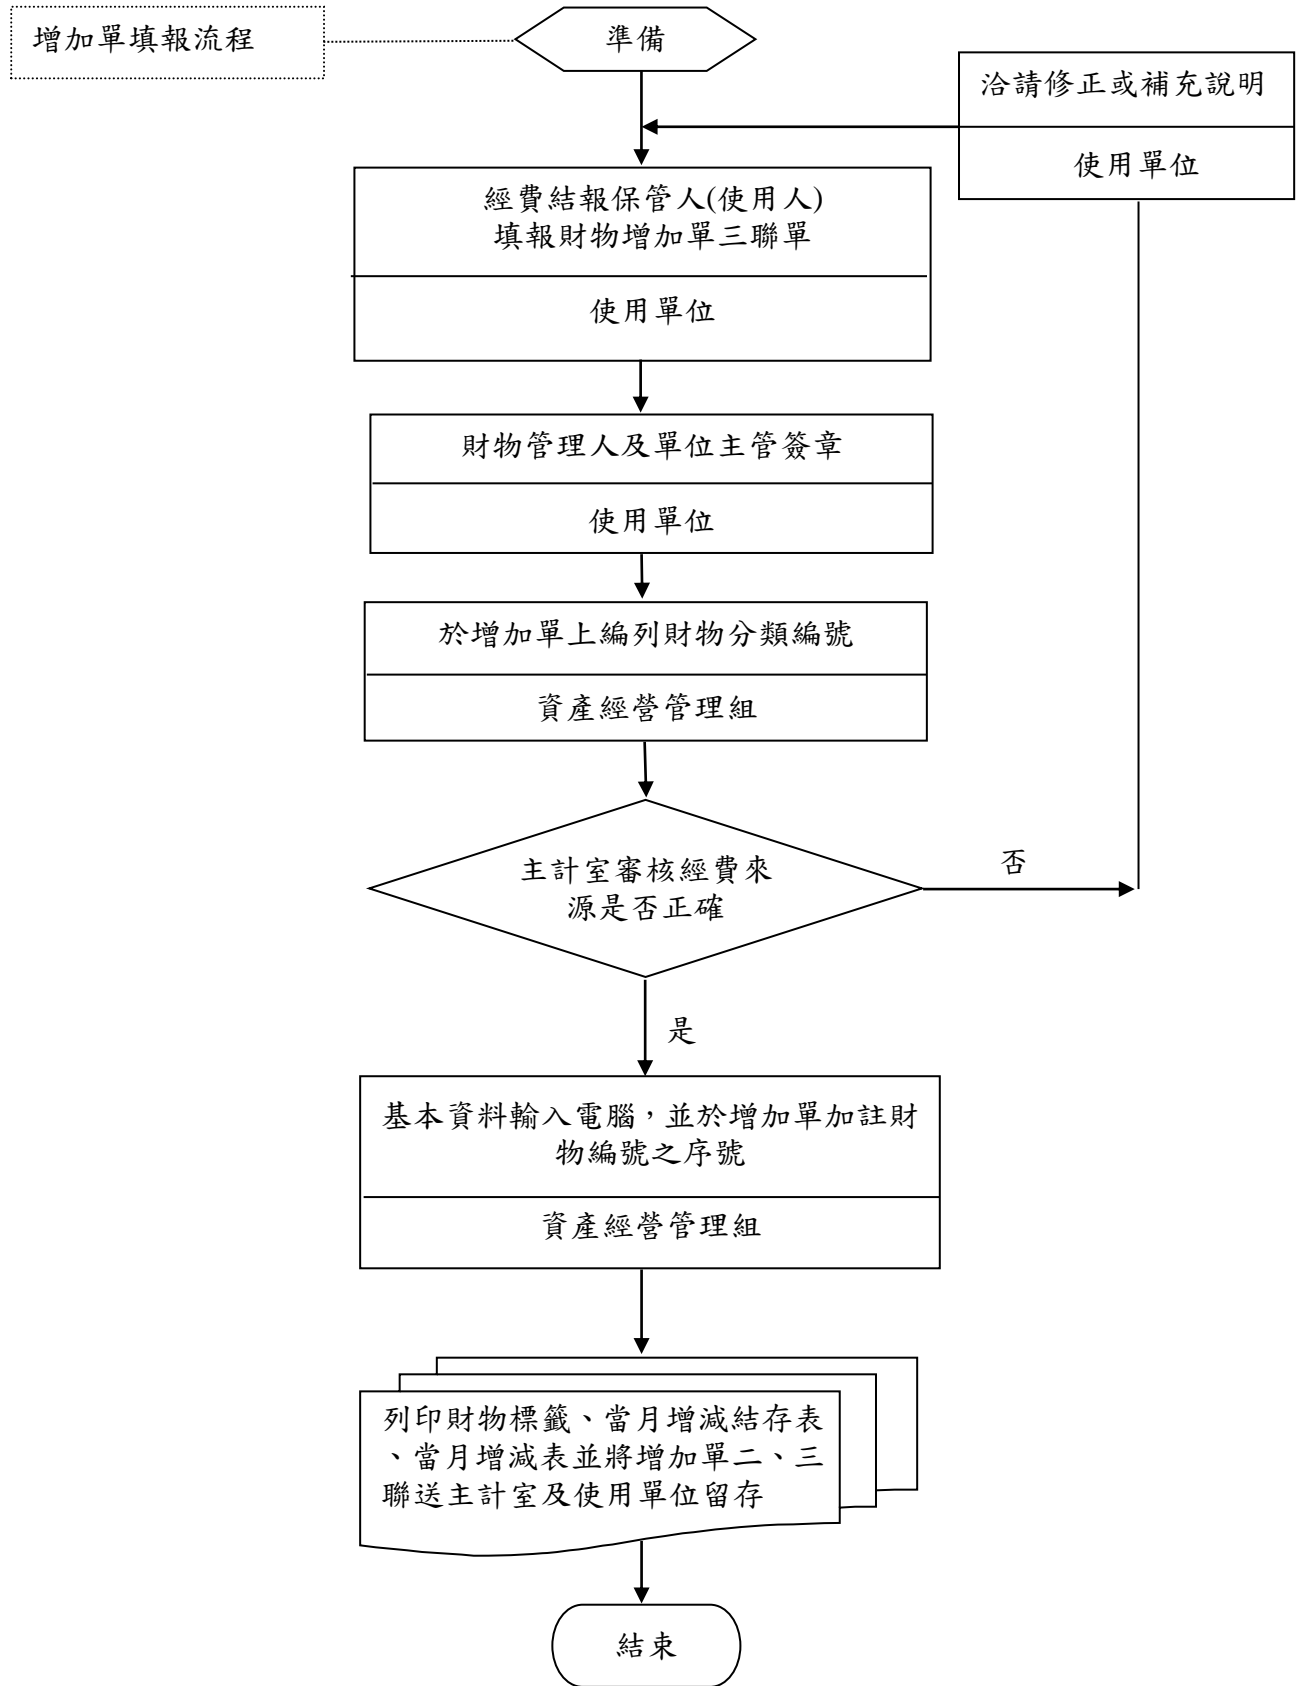 增加單填報流程
準備
洽請修正或補充說明
使用單位
經費結報保管人(使用人)
填報財物增加單三聯單
使用單位
財物管理人及單位主管簽章
使用單位
於增加單上編列財物分類編號
資產經營管理組
主計室審核經費來
源是否正確
否
是
基本資料輸入電腦，並於增加單加註財
物編號之序號
資產經營管理組
列印財物標籤、當月增減結存表
、當月增減表並將增加單二、三
聯送主計室及使用單位留存
結束